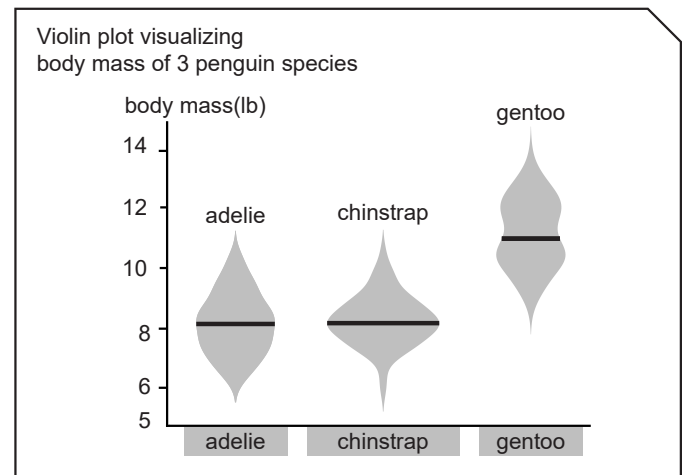 Violin plot visualizing
body mass of 3 penguin species
body mass(lb)
gentoo
14
12
adelie
chinstrap
10
8
6
5
adelie
chinstrap
gentoo